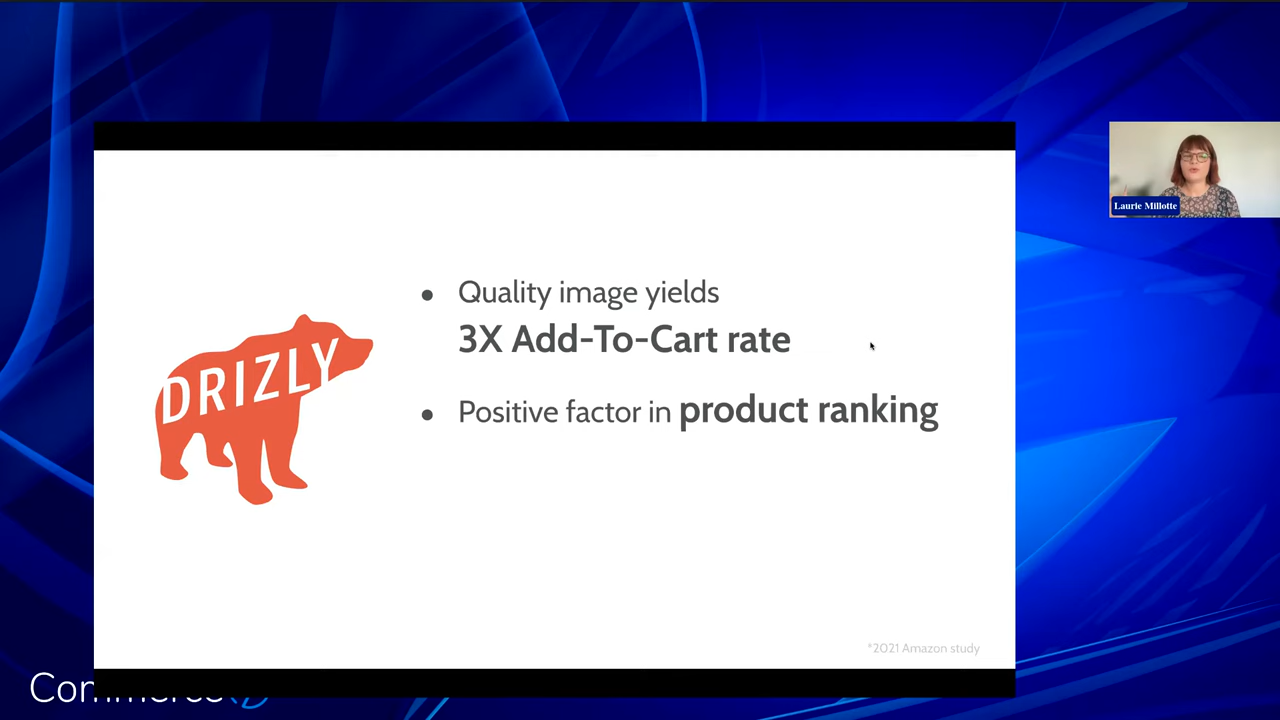 Quality image yields
3X Add-To-Cart rate
DRIZLY
Positive factor in product ranking
*2021 Amazon study
Laurie Millotte